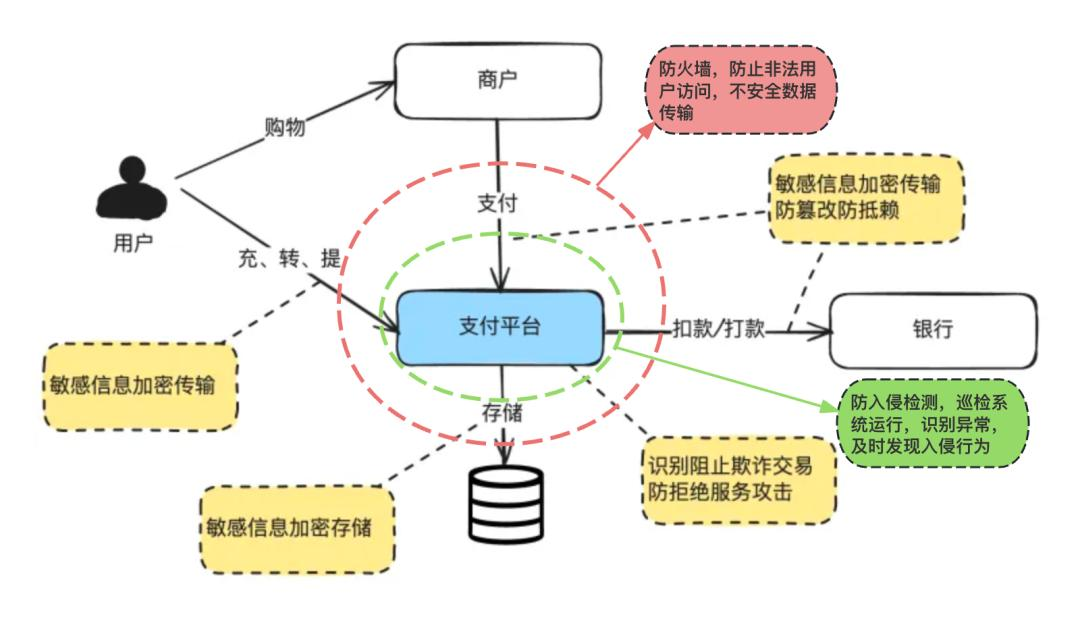 商户
防火墙，防止非法用
户访问，不安全数据
传输
购物
敏感信息加密传输
防篡改防抵赖
支付
用户
充、转、提
支付平台
扣款/打款
银行
敏感信息加密传输
防入侵检测，巡检系
统运行，识别异常，
及时发现入侵行为
存储
识别阻止欺诈交易
防拒绝服务攻击
敏感信息加密存储